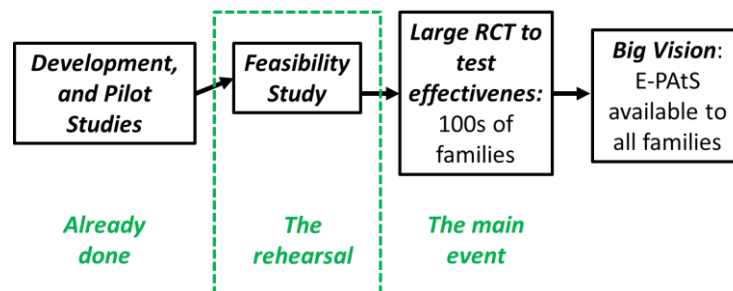 Development,
and Pilot
Studies
Feasibility
Study
Large RCT to
test
effectivenes:
100s of
families
Big Vision:
E-PAtS
available to
all families
Already
done
The
rehearsal
The main
event